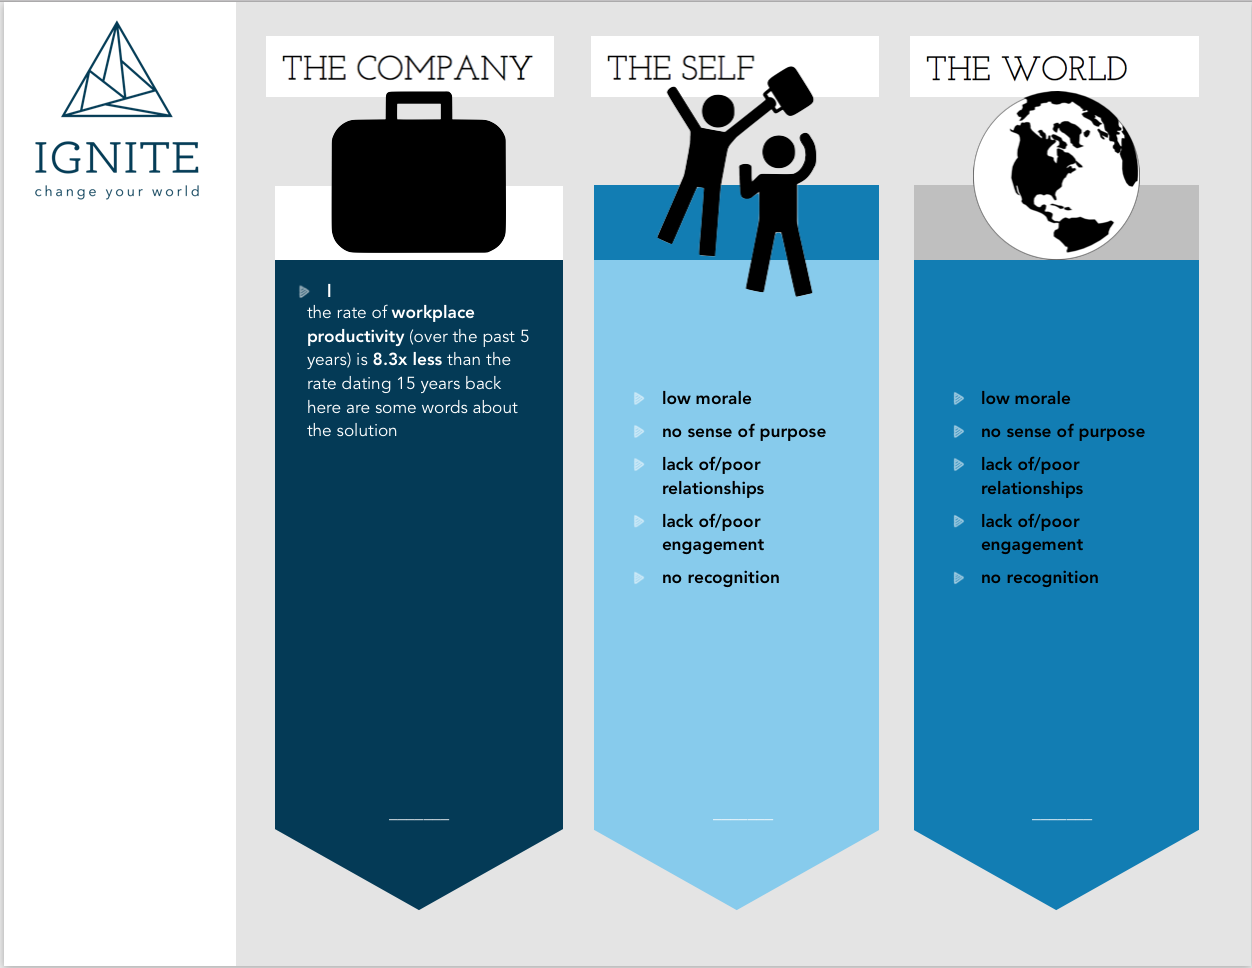 IGNITE
change your world
THE COMPANY
I
the rate of workplace
productivity (over the past 5
years) is 8.3x less than the
rate dating 15 years back
here are some words about
the solution
THE SELF
low morale
no sense of purpose
lack of/poor
relationships
lack of/poor
engagement
no recognition
THE WORLD
low morale
no sense of purpose
lack of/poor
relationships
lack of/poor
engagement
no recognition